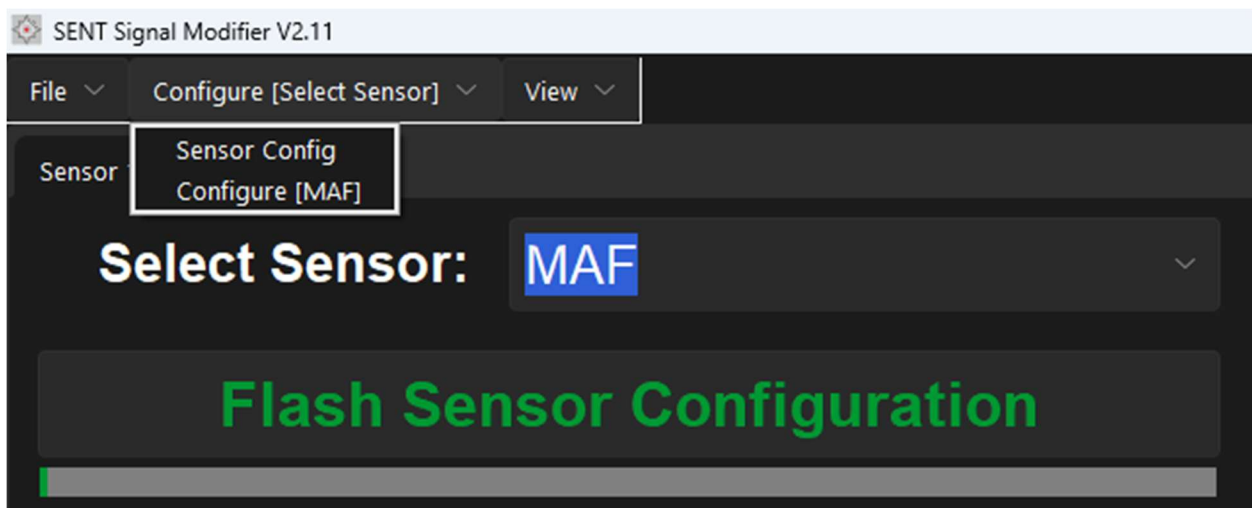 SENT Signal Modifier V2.11
File Configure [Select Sensor] View
Sensor Config
Sensor
Configure [MAF]
Select Sensor: MAF
Flash Sensor Configuration